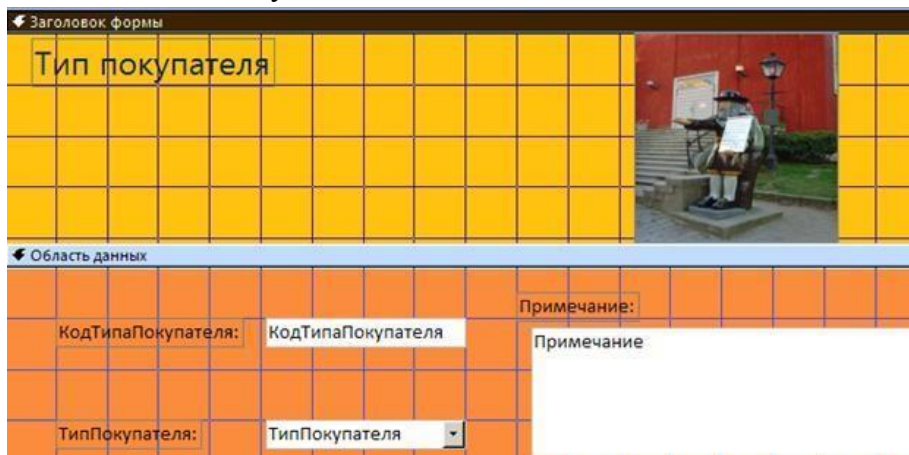 Заголовок формы
Тип покупателя
Область данных
Примечание:
КодТипаПокупателя: КодТипаПокупателя
Примечание
ТипПокупателя: ТипПокупателя